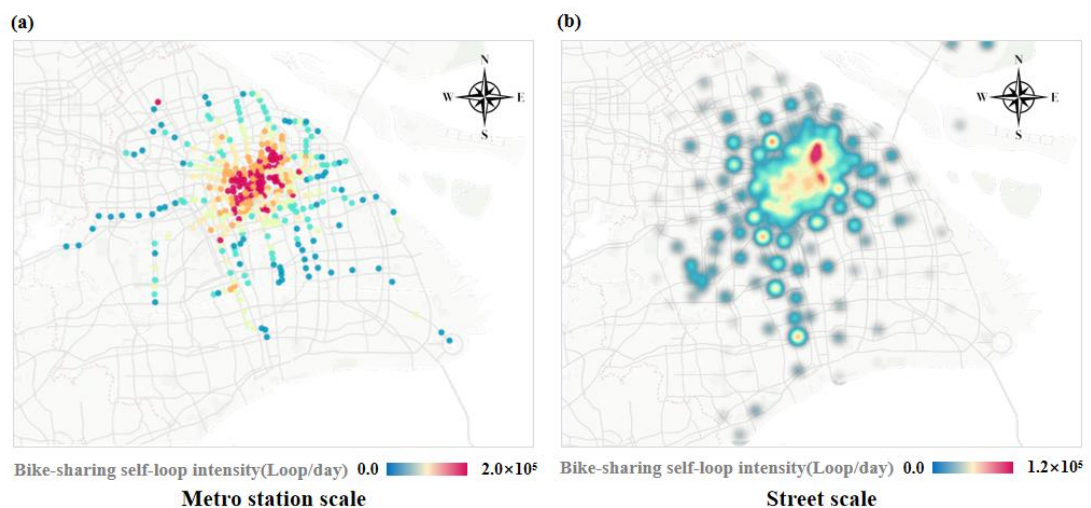 (a)
(b)
N
W E
S
N
W E
S
Bike-sharing self-loop intensity(Loop/day) 0.0 2.0×10⁵
Bike-sharing self-loop intensity(Loop/day) 0.0 1.2×10⁵
Metro station scale
Street scale